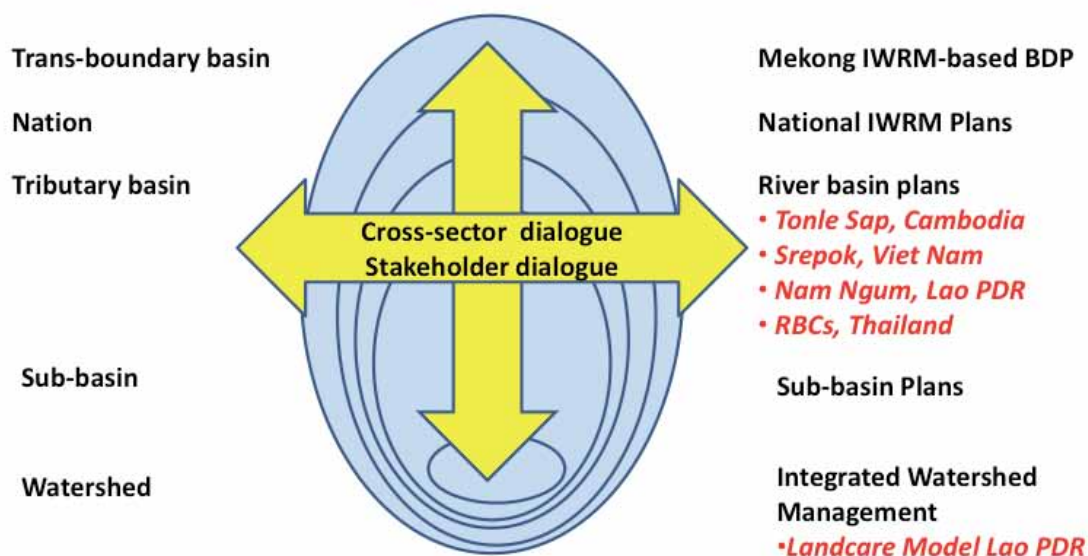 Trans-boundary basin
Mekong IWRM-based BDP
Nation
National IWRM Plans
Tributary basin
River basin plans
• Tonle Sap, Cambodia
• Srepok, Viet Nam
• Nam Ngum, Lao PDR
• RBCs, Thailand
Cross-sector dialogue
Stakeholder dialogue
Sub-basin
Sub-basin Plans
Watershed
Integrated Watershed
Management
•Landcare Model Lao PDR